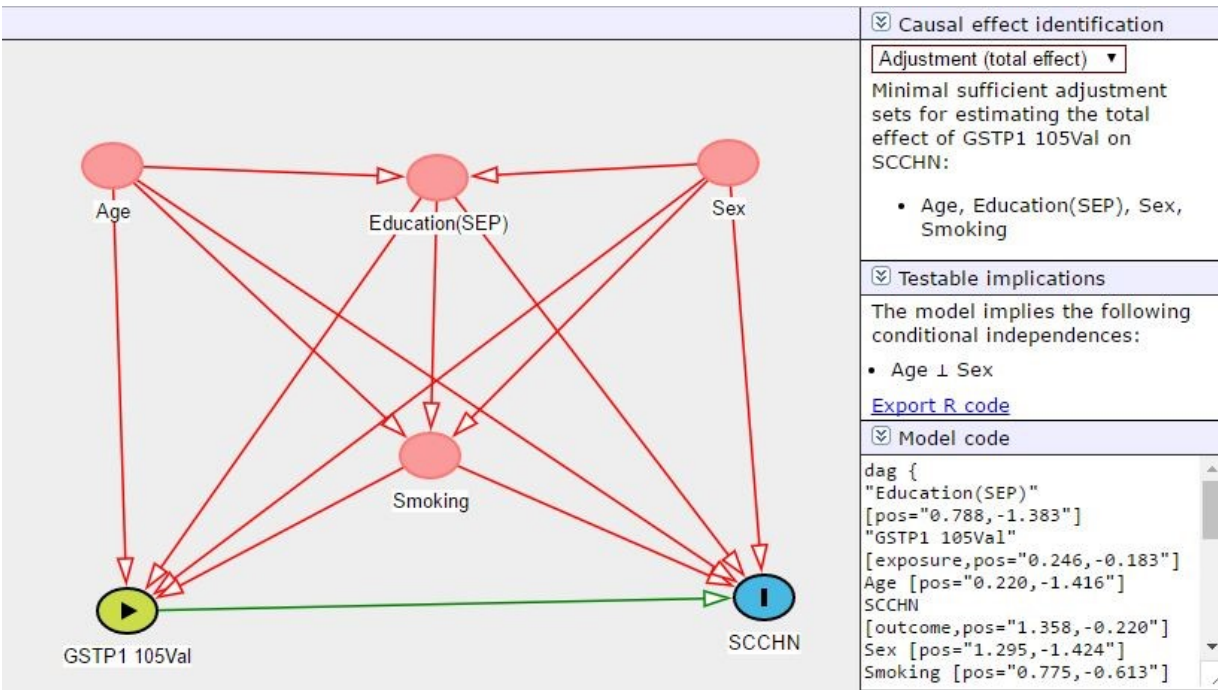 Age
Education(SEP)
Sex
Smoking
GSTP1 105Val
SCCHN
Causal effect identification
Adjustment (total effect)
Minimal sufficient adjustment
sets for estimating the total
effect of GSTP1 105Val on
SCCHN:
• Age, Education(SEP), Sex,
Smoking
Testable implications
The model implies the following
conditional independences:
• Age ⊥ Sex
Export R code
Model code
dag {
"Education(SEP)"
[pos="0.788,-1.383"]
"GSTP1 105Val"
[exposure,pos="0.246,-0.183"]
Age [pos="0.220,-1.416"]
SCCHN
[outcome,pos="1.358,-0.220"]
Sex [pos="1.295,-1.424"]
Smoking [pos="0.775,-0.613"]